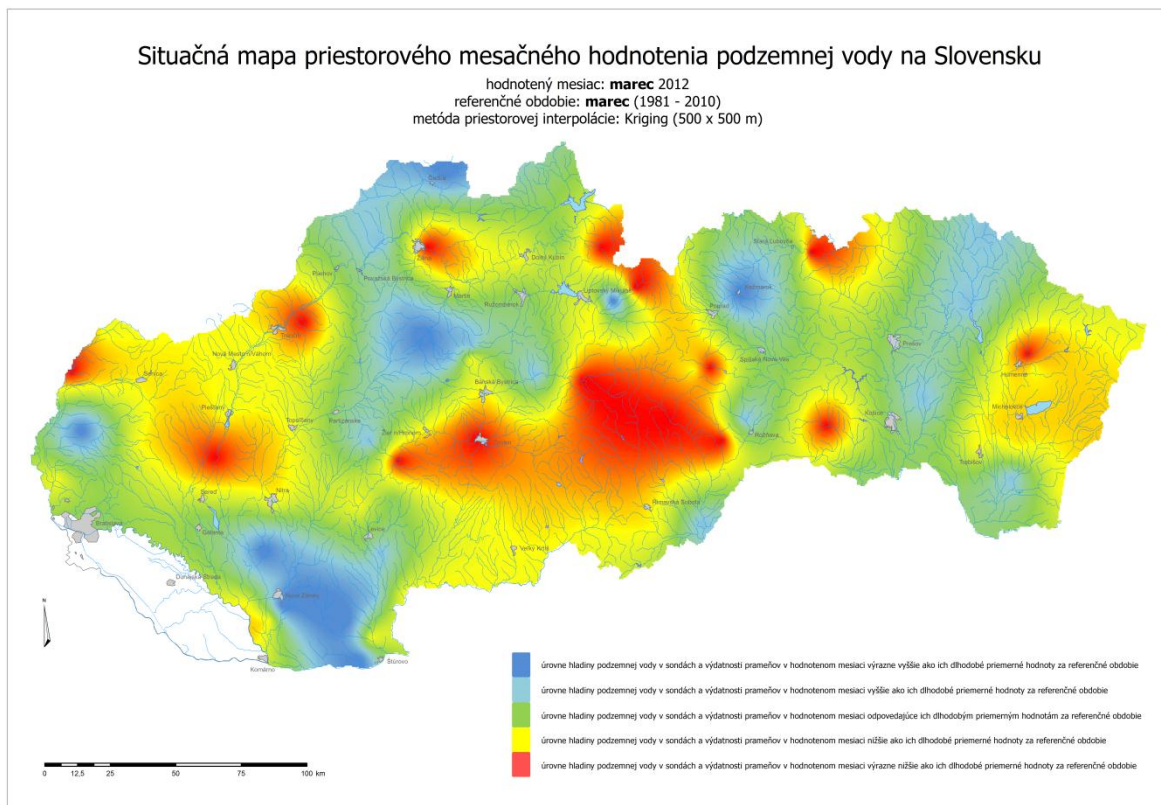 Situačná mapa priestorového mesačného hodnotenia podzemnej vody na Slovensku
hodnotený mesiac: marec 2012
referenčné obdobie: marec (1981 - 2010)
metóda priestorovej interpolácie: Kriging (500 x 500 m)
Čadca
Žilina
Dolný Kubín
Stará Ľubovňa
Púchov
Považská Bystrica
Martin
Ružomberok
Liptovský Mikuláš
Kežmarok
Poprad
Trenčín
Prešov
Nové Mesto n/Váhom
Spišská Nová Ves
Senica
Humenné
Banská Bystrica
Piešťany
Topoľčany
Partizánske
Žiar n/Hronom
Michalovce
Košice
Rožňava
Trebišov
Nitra
Sereď
Rimavská Sobota
Bratislava
Galanta
Levice
Veľký Krtíš
Dunajská Streda
Nové Zámky
N
Komárno
Štúrovo
úrovne hladiny podzemnej vody v sondách a výdatnosti prameňov v hodnotenom mesiaci výrazne vyššie ako ich dlhodobé priemerné hodnoty za referenčné obdobie
úrovne hladiny podzemnej vody v sondách a výdatnosti prameňov v hodnotenom mesiaci vyššie ako ich dlhodobé priemerné hodnoty za referenčné obdobie
úrovne hladiny podzemnej vody v sondách a výdatnosti prameňov v hodnotenom mesiaci odpovedajúce ich dlhodobým priemerným hodnotám za referenčné obdobie
úrovne hladiny podzemnej vody v sondách a výdatnosti prameňov v hodnotenom mesiaci nižšie ako ich dlhodobé priemerné hodnoty za referenčné obdobie
úrovne hladiny podzemnej vody v sondách a výdatnosti prameňov v hodnotenom mesiaci výrazne nižšie ako ich dlhodobé priemerné hodnoty za referenčné obdobie
0 12,5 25 50 75 100 km